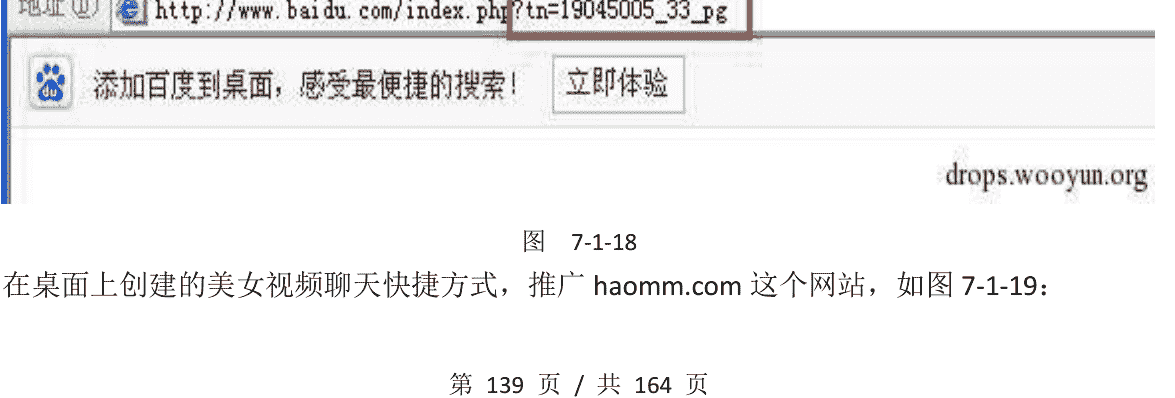 地址(D) http://www.baidu.com/index.php?tn=19045005_33_pg
du 添加百度到桌面，感受最便捷的搜索！ 立即体验
drops.wooyun.org
图 7-1-18
在桌面上创建的美女视频聊天快捷方式，推广 haomm.com 这个网站，如图 7-1-19：
第 139 页 / 共 164 页